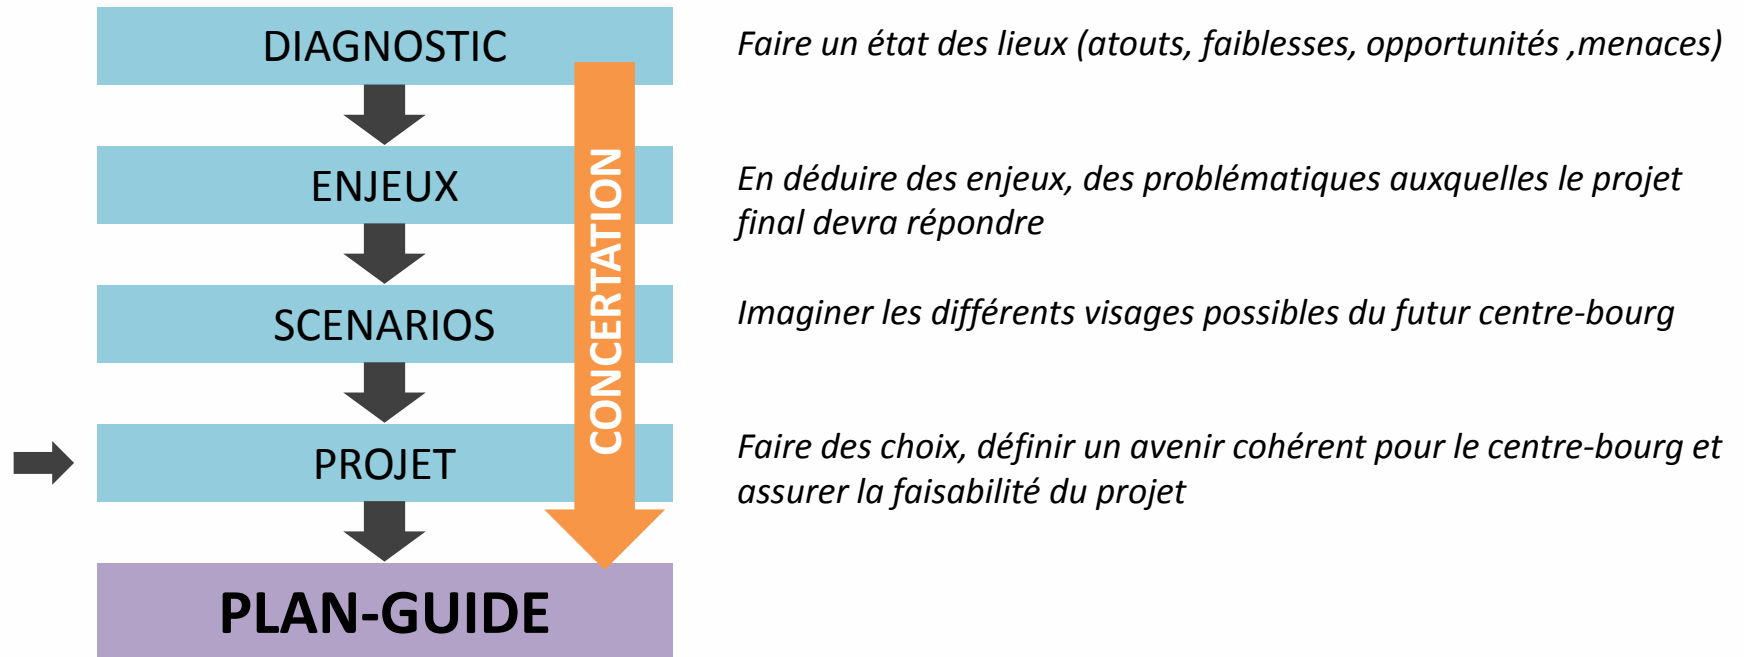 DIAGNOSTIC
Faire un état des lieux (atouts, faiblesses, opportunités ,menaces)
ENJEUX
En déduire des enjeux, des problématiques auxquelles le projet
final devra répondre
CONCERTATION
SCENARIOS
Imaginer les différents visages possibles du futur centre-bourg
PROJET
Faire des choix, définir un avenir cohérent pour le centre-bourg et
assurer la faisabilité du projet
PLAN-GUIDE